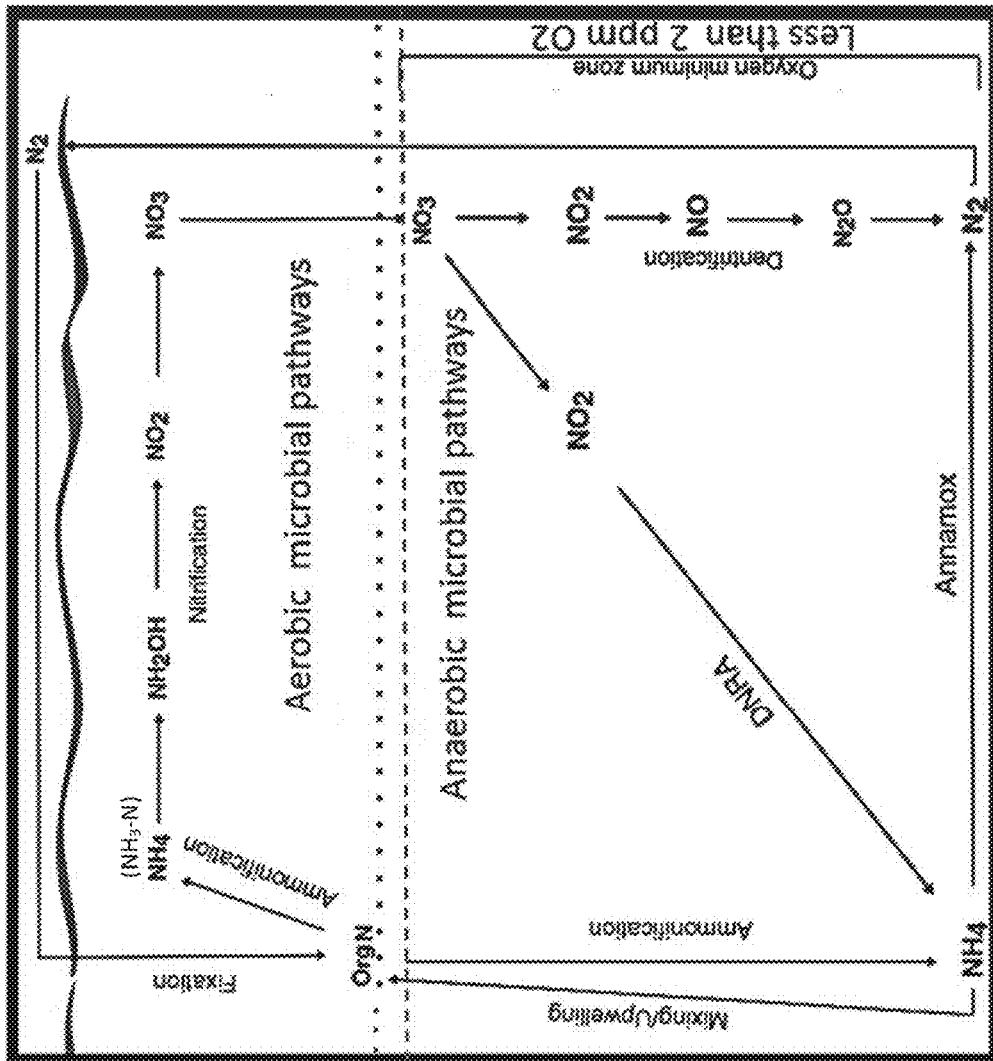 N2
Fixation
(NH3-N)
NH4
NH2OH
NO2
NO3
Nitrification
Ammonification
Aerobic microbial pathways
OrgN
NO3
Anaerobic microbial pathways
Oxygen minimum zone
Less than 2 ppm O2
NO2
NO2
NO
N2O
N2
Dentrification
DNRA
Ammonification
Mixing/Upwelling
NH4
Annamox